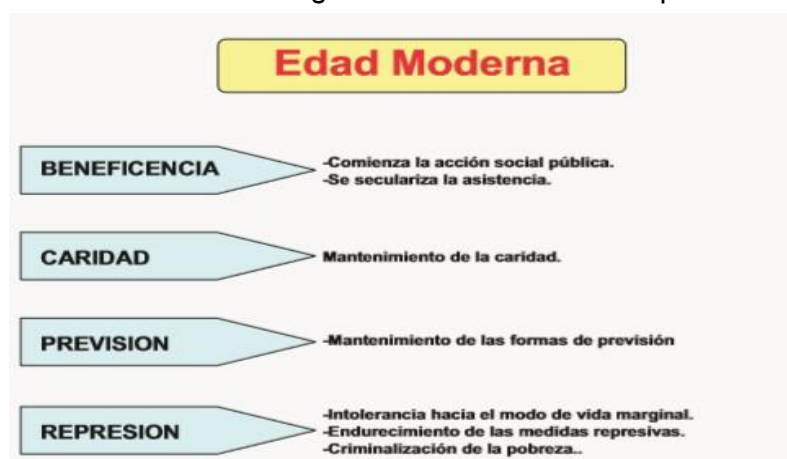 Edad Moderna
BENEFICENCIA
-Comienza la acción social pública.
-Se seculariza la asistencia.
CARIDAD
Mantenimiento de la caridad.
PREVISION
-Mantenimiento de las formas de previsión
REPRESION
-Intolerancia hacia el modo de vida marginal.
-Endurecimiento de las medidas represivas.
-Criminalización de la pobreza..